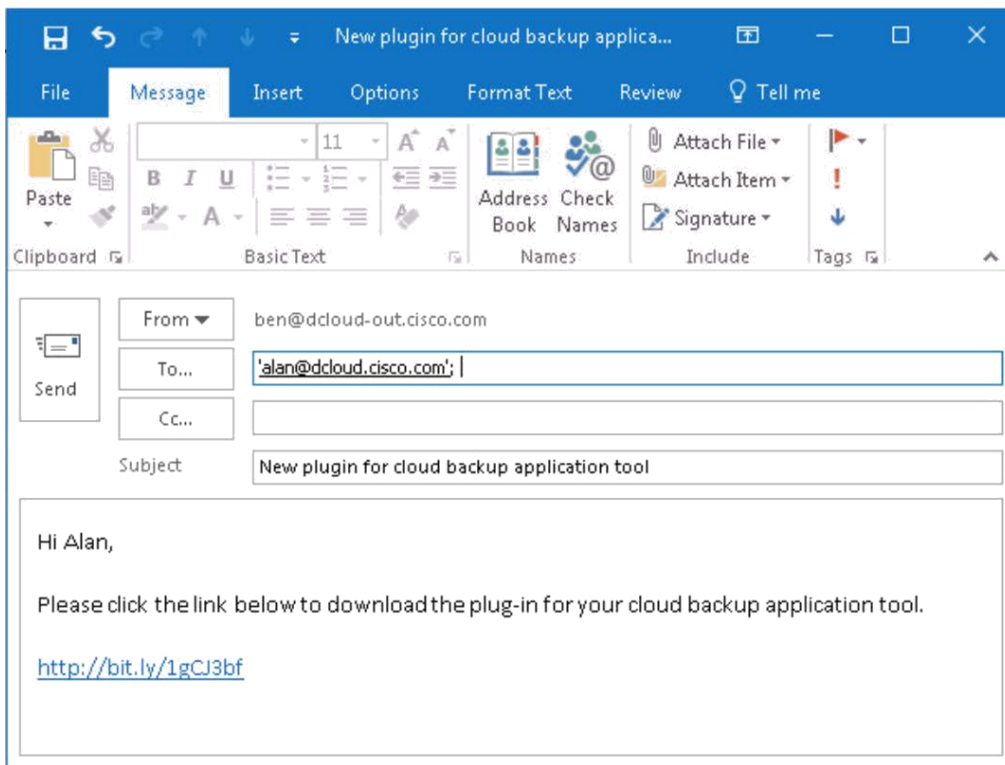 New plugin for cloud backup applica...
File Message Insert Options Format Text Review Tell me
11 A A
Paste
B I U
ab A A
Address Book
Check Names
Attach File
Attach Item
Signature
Clipboard Basic Text Names Include Tags
Send
From ben@dcloud-out.cisco.com
To... 'alan@dcloud.cisco.com';
Cc...
Subject New plugin for cloud backup application tool
Hi Alan,
Please click the link below to download the plug-in for your cloud backup application tool.
http://bit.ly/1gCJ3bf